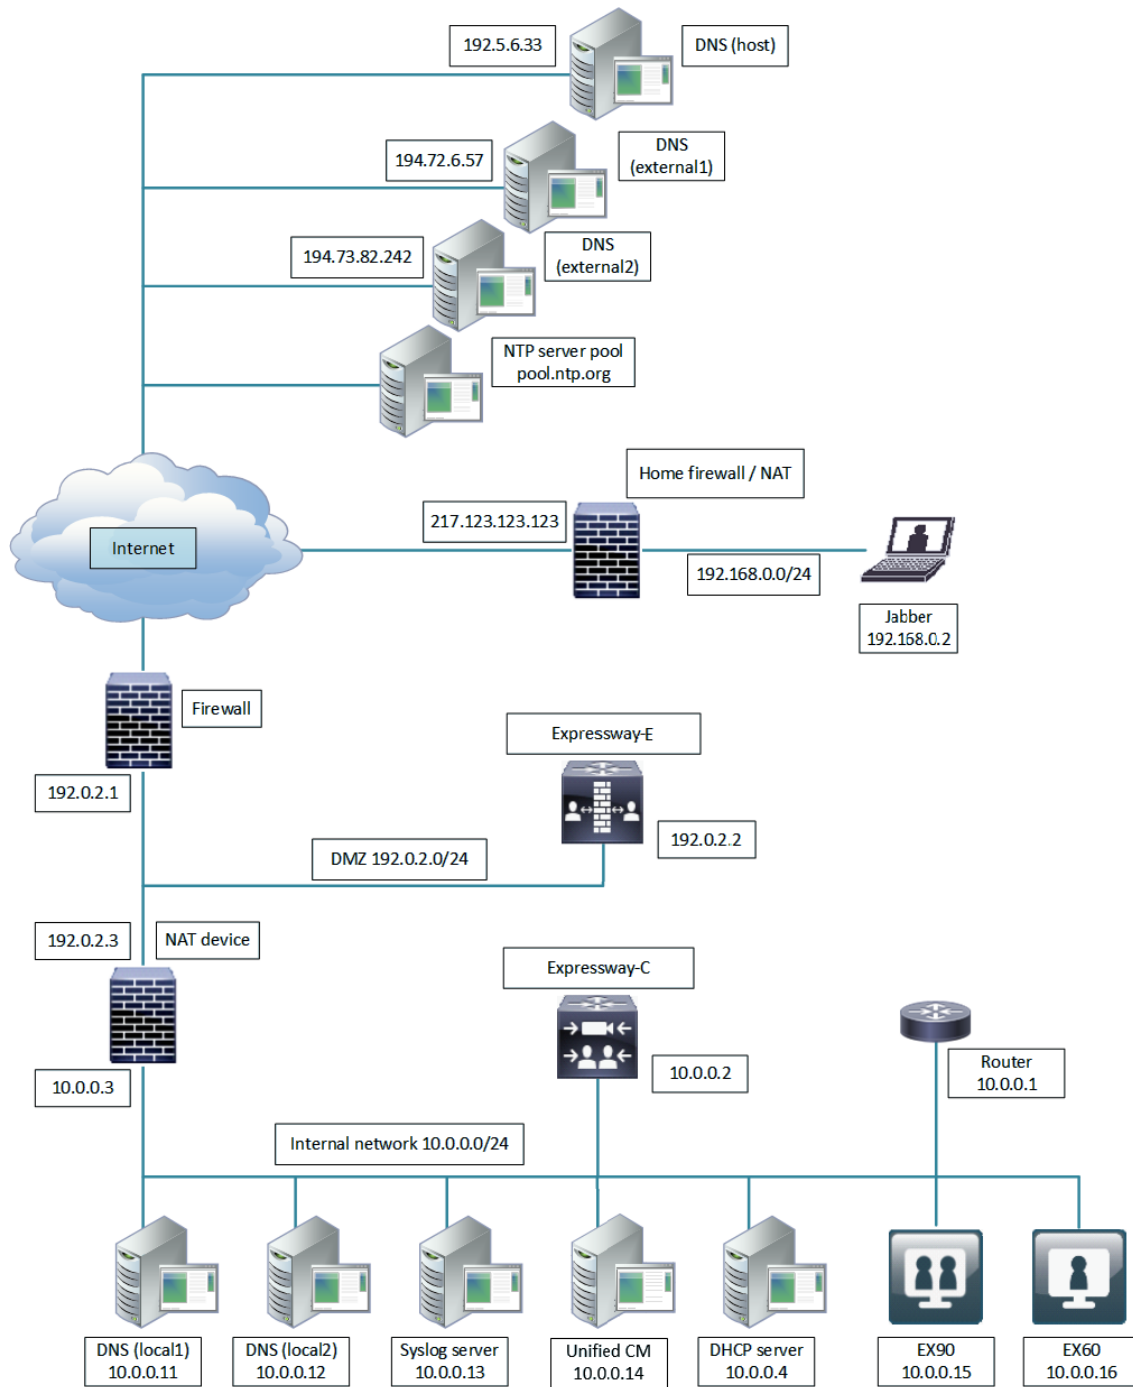 192.5.6.33
DNS (host)
194.72.6.57
DNS
(external1)
194.73.82.242
DNS
(external2)
NTP server pool
pool.ntp.org
Home firewall / NAT
217.123.123.123
Internet
192.168.0.0/24
Jabber
192.168.0.2
Firewall
Expressway-E
192.0.2.1
192.0.2.2
DMZ 192.0.2.0/24
192.0.2.3
NAT device
Expressway-C
Router
10.0.0.1
10.0.0.3
10.0.0.2
Internal network 10.0.0.0/24
DNS (local1)
10.0.0.11
DNS (local2)
10.0.0.12
Syslog server
10.0.0.13
Unified CM
10.0.0.14
DHCP server
10.0.0.4
EX90
10.0.0.15
EX60
10.0.0.16